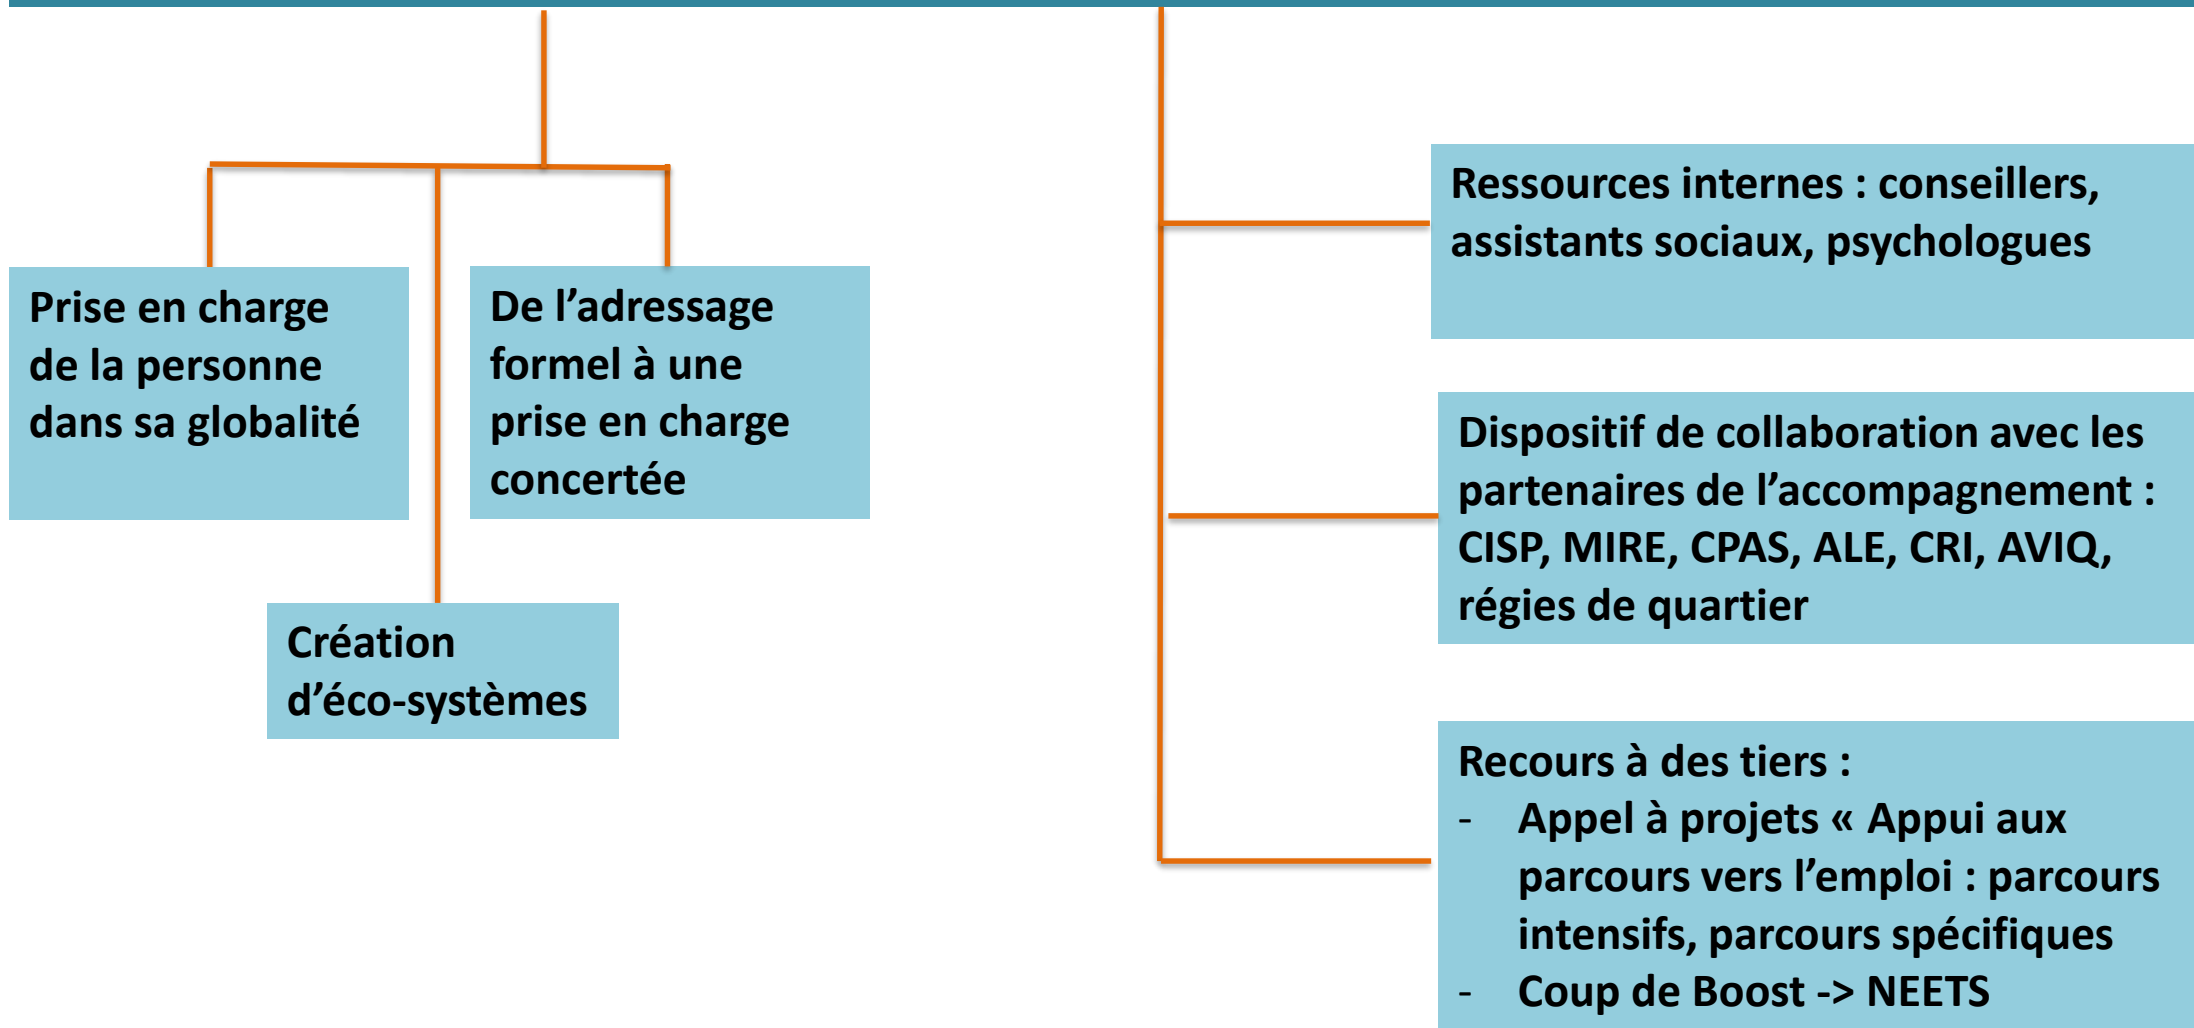 Prise en charge
de la personne
dans sa globalité
De l’adressage
formel à une
prise en charge
concertée
Création
d’éco-systèmes
Ressources internes : conseillers,
assistants sociaux, psychologues
Dispositif de collaboration avec les
partenaires de l’accompagnement :
CISP, MIRE, CPAS, ALE, CRI, AVIQ,
régies de quartier
Recours à des tiers :
- Appel à projets « Appui aux
parcours vers l’emploi : parcours
intensifs, parcours spécifiques
- Coup de Boost -> NEETS